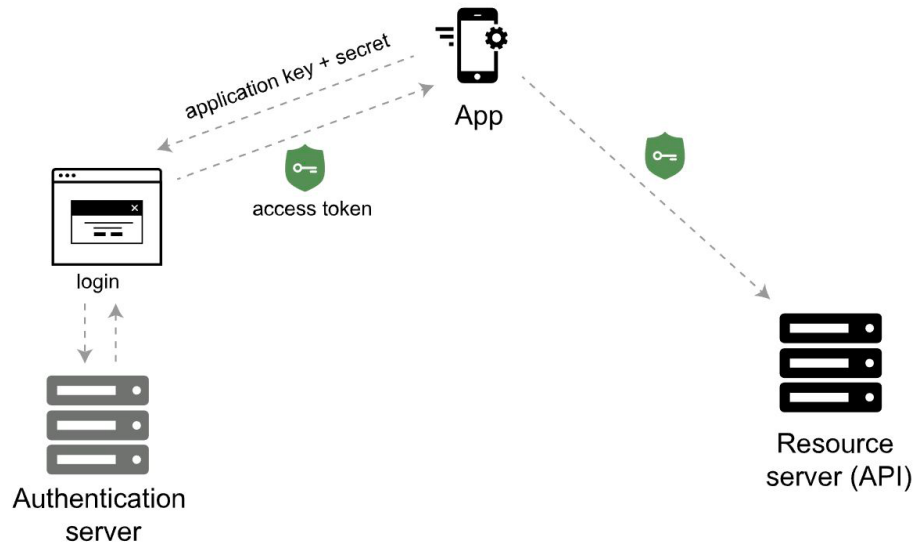 application key + secret
App
access token
login
Authentication
server
Resource
server (API)